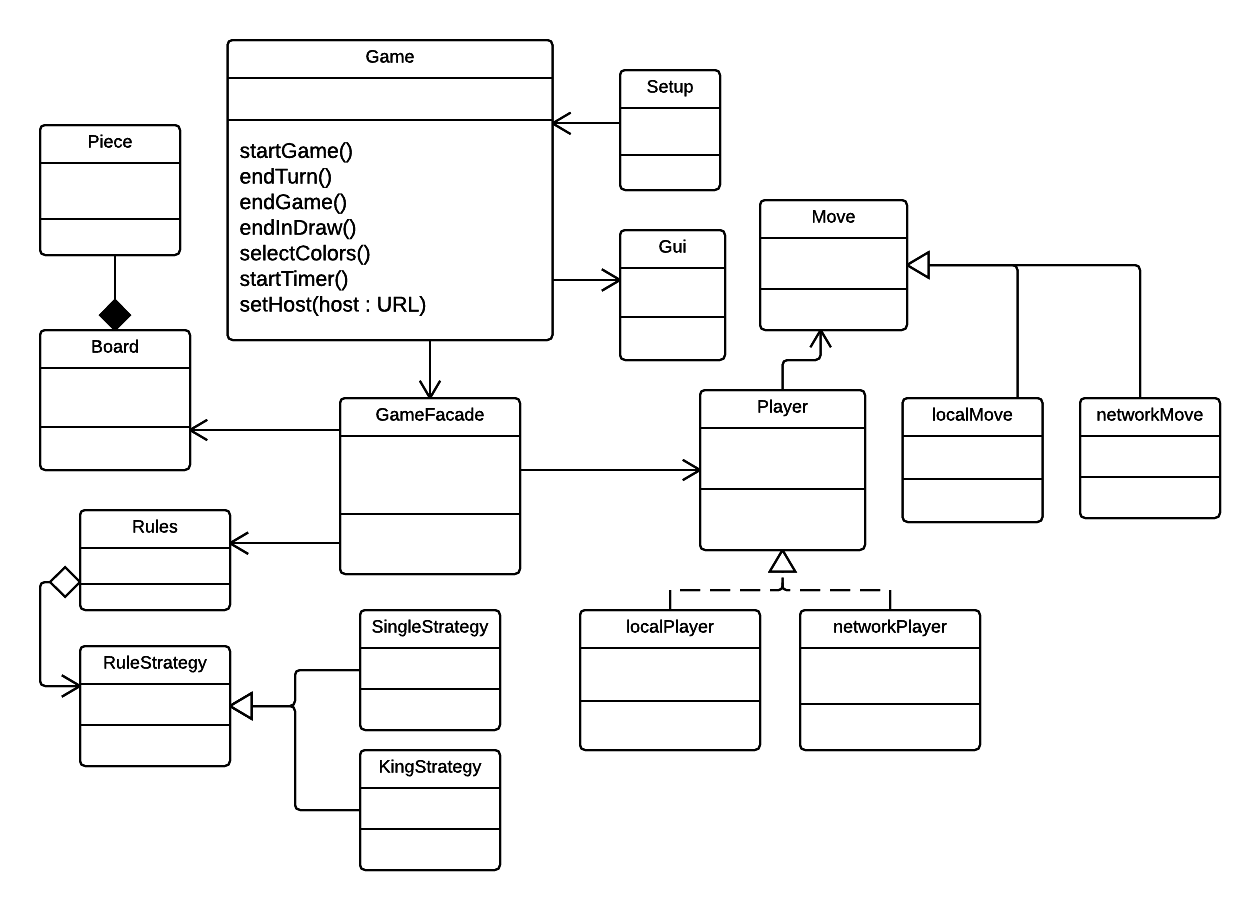 Game
startGame()
endTurn()
endGame()
endInDraw()
selectColors()
startTimer()
setHost(host : URL)
Setup
Piece
Move
Gui
Board
GameFacade
Player
localMove
networkMove
Rules
SingleStrategy
localPlayer
networkPlayer
RuleStrategy
KingStrategy